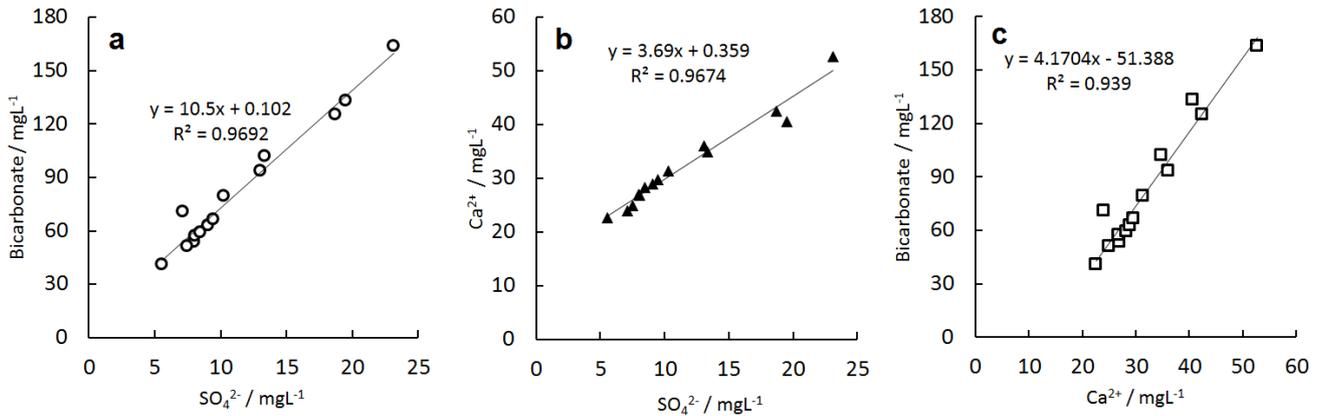 a
y = 10.5x + 0.102
R² = 0.9692
180
150
120
90
60
30
0
0 5 10 15 20 25
Bicarbonate / mgL⁻¹
SO₄²⁻ / mgL⁻¹
b
y = 3.69x + 0.359
R² = 0.9674
60
50
40
30
20
10
0
0 5 10 15 20 25
Ca²⁺ / mgL⁻¹
SO₄²⁻ / mgL⁻¹
c
y = 4.1704x - 51.388
R² = 0.939
180
150
120
90
60
30
0
0 10 20 30 40 50 60
Bicarbonate / mgL⁻¹
Ca²⁺ / mgL⁻¹